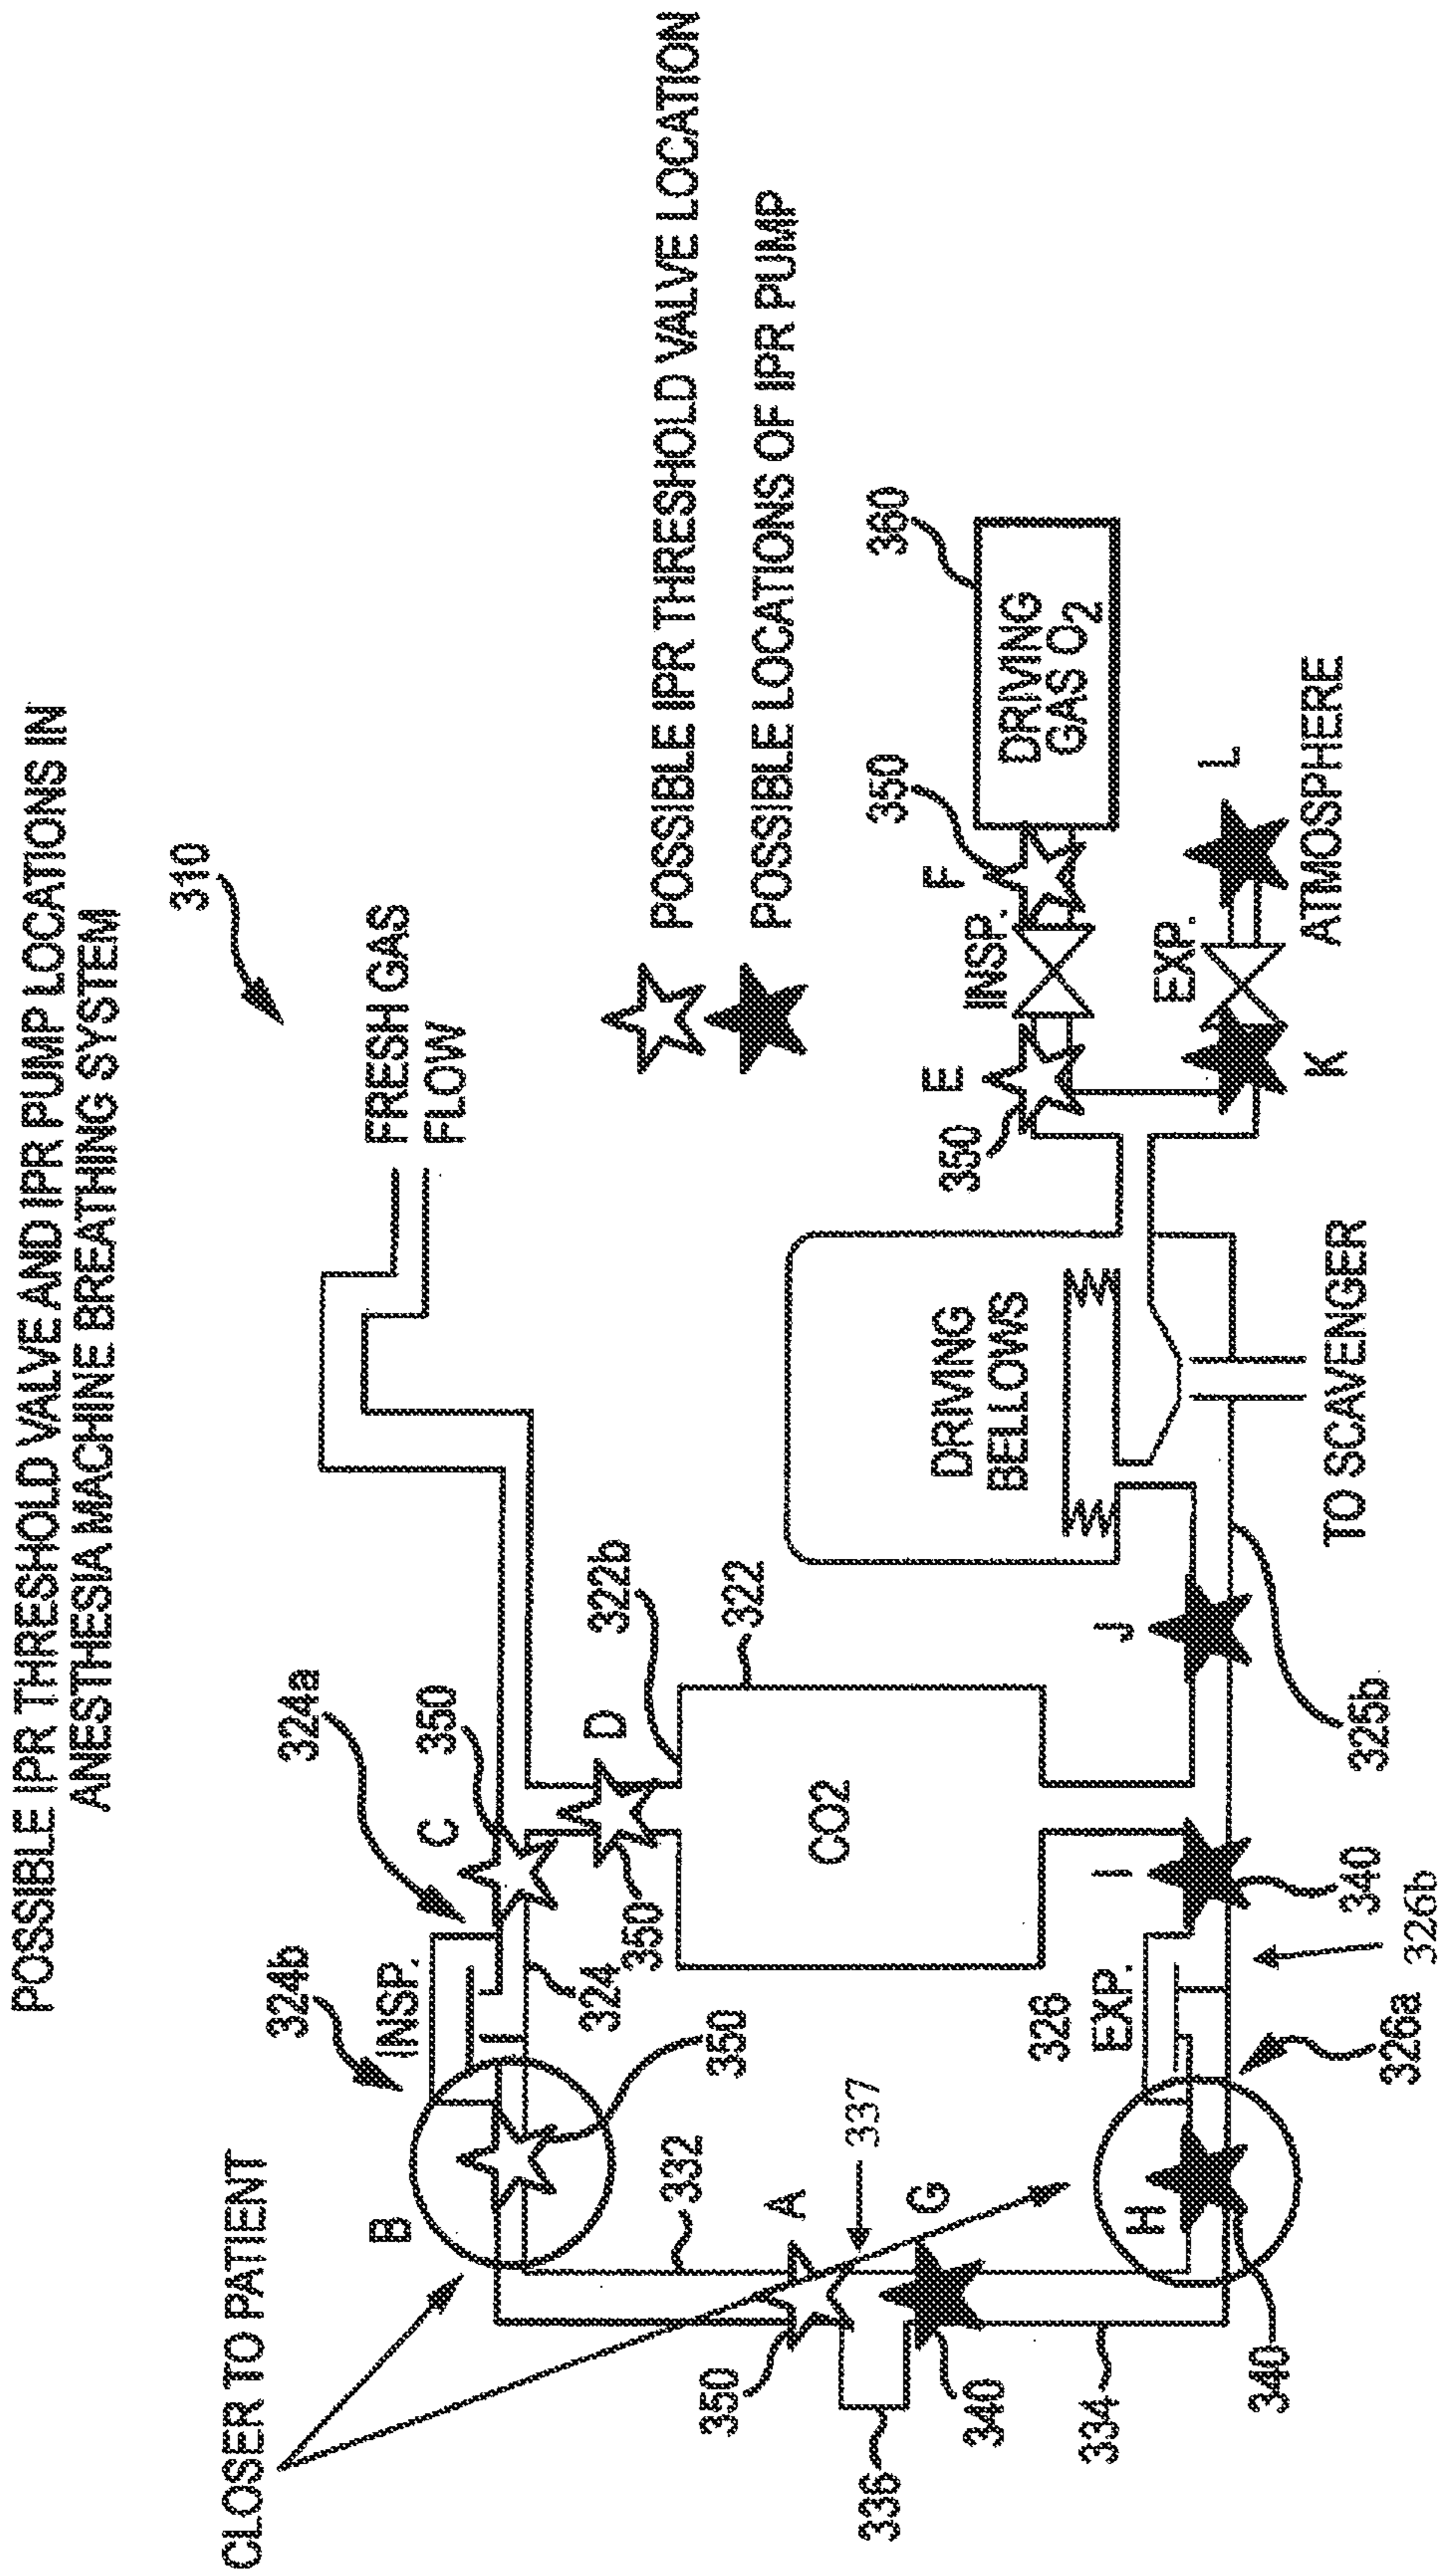 POSSIBLE IPR THRESHOLD VALVE AND IPR PUMP LOCATIONS IN
ANESTHESIA MACHINE BREATHING SYSTEM
310
FRESH GAS
FLOW
POSSIBLE IPR THRESHOLD VALVE LOCATION
POSSIBLE LOCATIONS OF IPR PUMP
CLOSER TO PATIENT
324b
324a
INSP.
C
350
B
350
324
350
D
322b
322
332
A
337
G
350
336
340
334
CO2
DRIVING
BELLOWS
E
350
INSP.
F
350
360
DRIVING
GAS O2
EXP.
L
K
ATMOSPHERE
H
326
EXP.
I
J
340
326a
326b
340
325b
TO SCAVENGER